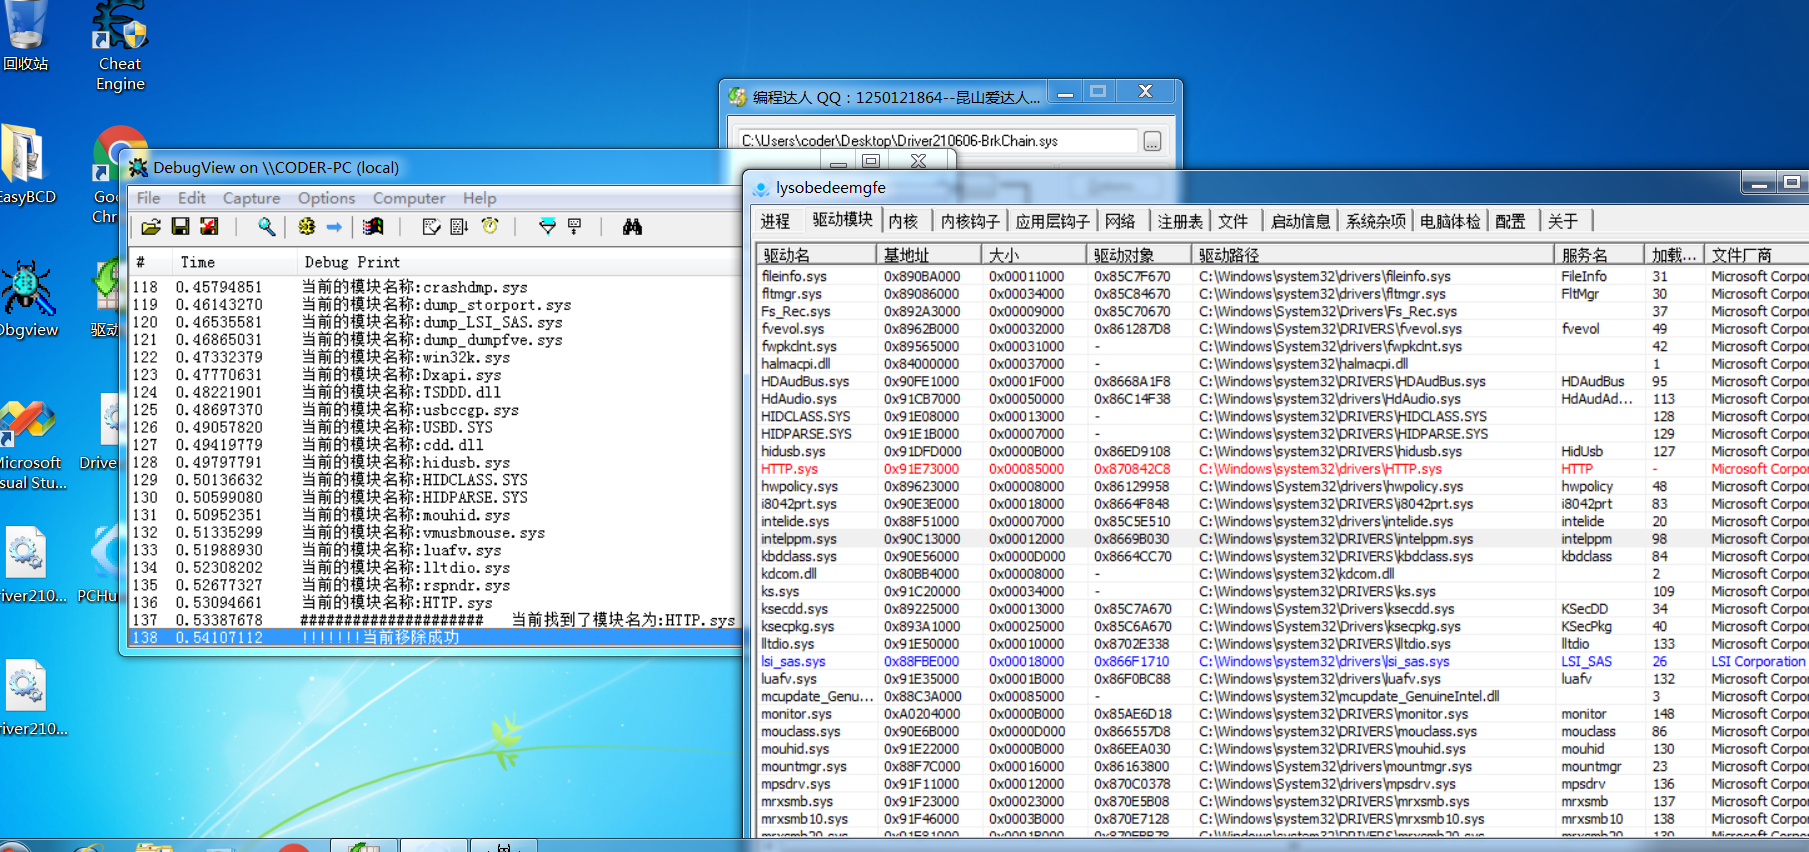 回收站
Cheat
Engine
EasyBCD
Goo
Chr
Dbgview
驱动
Microsoft
sual Stu...
Drive
river210...
PCHu
river210...
编程达人 QQ：1250121864--昆山爱达人...
C:\Users\coder\Desktop\Driver210606-BrkChain.sys
...
DebugView on \\CODER-PC (local)
File Edit Capture Options Computer Help
# Time Debug Print
118 0.45794851 当前的模块名称:crashdmp.sys
119 0.46143270 当前的模块名称:dump_storport.sys
120 0.46535581 当前的模块名称:dump_LSI_SAS.sys
121 0.46865031 当前的模块名称:dump_dumpfve.sys
122 0.47332379 当前的模块名称:win32k.sys
123 0.47770631 当前的模块名称:Dxapi.sys
124 0.48221901 当前的模块名称:TSDDD.dll
125 0.48697370 当前的模块名称:usbccgp.sys
126 0.49057820 当前的模块名称:USBD.SYS
127 0.49419779 当前的模块名称:cdd.dll
128 0.49797791 当前的模块名称:hidusb.sys
129 0.50136632 当前的模块名称:HIDCLASS.SYS
130 0.50599080 当前的模块名称:HIDPARSE.SYS
131 0.50952351 当前的模块名称:mouhid.sys
132 0.51335299 当前的模块名称:vmusbmouse.sys
133 0.51988930 当前的模块名称:luafv.sys
134 0.52308202 当前的模块名称:lltdio.sys
135 0.52677327 当前的模块名称:rspndr.sys
136 0.53094661 当前的模块名称:HTTP.sys
137 0.53387678 ##################### 当前找到了模块名为:HTTP.sys
138 0.54107112 !!!!!!!当前移除成功
lysobedeemgfe
进程 驱动模块 内核 内核钩子 应用层钩子 网络 注册表 文件 启动信息 系统杂项 电脑体检 配置 关于
驱动名 基地址 大小 驱动对象 驱动路径 服务名 加载... 文件厂商
fileinfo.sys 0x890BA000 0x00011000 0x85C7F670 C:\Windows\system32\drivers\fileinfo.sys FileInfo 31 Microsoft Corpor
fltmgr.sys 0x89086000 0x00034000 0x85C84670 C:\Windows\system32\drivers\fltmgr.sys FltMgr 30 Microsoft Corpor
Fs_Rec.sys 0x892A3000 0x00009000 0x85C70670 C:\Windows\System32\Drivers\Fs_Rec.sys 37 Microsoft Corpor
fvevol.sys 0x8962B000 0x00032000 0x861287D8 C:\Windows\System32\DRIVERS\fvevol.sys fvevol 49 Microsoft Corpor
fwpkclnt.sys 0x89565000 0x00031000 - C:\Windows\System32\drivers\fwpkclnt.sys 42 Microsoft Corpor
halmacpi.dll 0x84000000 0x00037000 - C:\Windows\system32\halmacpi.dll 1 Microsoft Corpor
HDAudBus.sys 0x90FE1000 0x0001F000 0x8668A1F8 C:\Windows\system32\DRIVERS\HDAudBus.sys HDAudBus 95 Microsoft Corpor
HdAudio.sys 0x91CB7000 0x00050000 0x86C14F38 C:\Windows\system32\drivers\HdAudio.sys HdAudAd... 113 Microsoft Corpor
HIDCLASS.SYS 0x91E08000 0x00013000 - C:\Windows\system32\DRIVERS\HIDCLASS.SYS 128 Microsoft Corpor
HIDPARSE.SYS 0x91E1B000 0x00007000 - C:\Windows\system32\DRIVERS\HIDPARSE.SYS 129 Microsoft Corpor
hidusb.sys 0x91DFD000 0x0000B000 0x86ED9108 C:\Windows\system32\DRIVERS\hidusb.sys HidUsb 127 Microsoft Corpor
HTTP.sys 0x91E73000 0x00085000 0x870842C8 C:\Windows\system32\drivers\HTTP.sys HTTP - Microsoft Corpor
hwpolicy.sys 0x89623000 0x00008000 0x86129958 C:\Windows\System32\drivers\hwpolicy.sys hwpolicy 48 Microsoft Corpor
i8042prt.sys 0x90E3E000 0x00018000 0x8664F848 C:\Windows\system32\DRIVERS\i8042prt.sys i8042prt 83 Microsoft Corpor
intelide.sys 0x88F51000 0x00007000 0x85C5E510 C:\Windows\system32\drivers\intelide.sys intelide 20 Microsoft Corpor
intelppm.sys 0x90C13000 0x00012000 0x8669B030 C:\Windows\system32\DRIVERS\intelppm.sys intelppm 98 Microsoft Corpor
kbdclass.sys 0x90E56000 0x0000D000 0x8664CC70 C:\Windows\system32\DRIVERS\kbdclass.sys kbdclass 84 Microsoft Corpor
kdcom.dll 0x80BB4000 0x00008000 - C:\Windows\system32\kdcom.dll 2 Microsoft Corpor
ks.sys 0x91C20000 0x00034000 - C:\Windows\system32\DRIVERS\ks.sys 109 Microsoft Corpor
ksecdd.sys 0x89225000 0x00013000 0x85C7A670 C:\Windows\System32\Drivers\ksecdd.sys KSecDD 34 Microsoft Corpor
ksecpkg.sys 0x893A1000 0x00025000 0x85C6A670 C:\Windows\System32\Drivers\ksecpkg.sys KSecPkg 40 Microsoft Corpor
lltdio.sys 0x91E50000 0x00010000 0x8702E338 C:\Windows\system32\DRIVERS\lltdio.sys lltdio 133 Microsoft Corpor
lsi_sas.sys 0x88FBE000 0x00018000 0x866F1710 C:\Windows\system32\drivers\lsi_sas.sys LSI_SAS 26 LSI Corporation
luafv.sys 0x91E35000 0x0001B000 0x86F0BC88 C:\Windows\system32\drivers\luafv.sys luafv 132 Microsoft Corpor
mcupdate_Genu... 0x88C3A000 0x00085000 - C:\Windows\system32\mcupdate_GenuineIntel.dll 3 Microsoft Corpor
monitor.sys 0xA0204000 0x0000B000 0x85AE6D18 C:\Windows\system32\DRIVERS\monitor.sys monitor 148 Microsoft Corpor
mouclass.sys 0x90E6B000 0x0000D000 0x866557D8 C:\Windows\system32\DRIVERS\mouclass.sys mouclass 86 Microsoft Corpor
mouhid.sys 0x91E22000 0x0000B000 0x86EEA030 C:\Windows\system32\DRIVERS\mouhid.sys mouhid 130 Microsoft Corpor
mountmgr.sys 0x88F7C000 0x00016000 0x86163800 C:\Windows\system32\drivers\mountmgr.sys mountmgr 23 Microsoft Corpor
mpsdrv.sys 0x91F11000 0x00012000 0x870C0378 C:\Windows\System32\drivers\mpsdrv.sys mpsdrv 136 Microsoft Corpor
mrxsmb.sys 0x91F23000 0x00023000 0x870E5B08 C:\Windows\system32\DRIVERS\mrxsmb.sys mrxsmb 137 Microsoft Corpor
mrxsmb10.sys 0x91F46000 0x0003B000 0x870E7128 C:\Windows\system32\DRIVERS\mrxsmb10.sys mrxsmb10 138 Microsoft Corpor